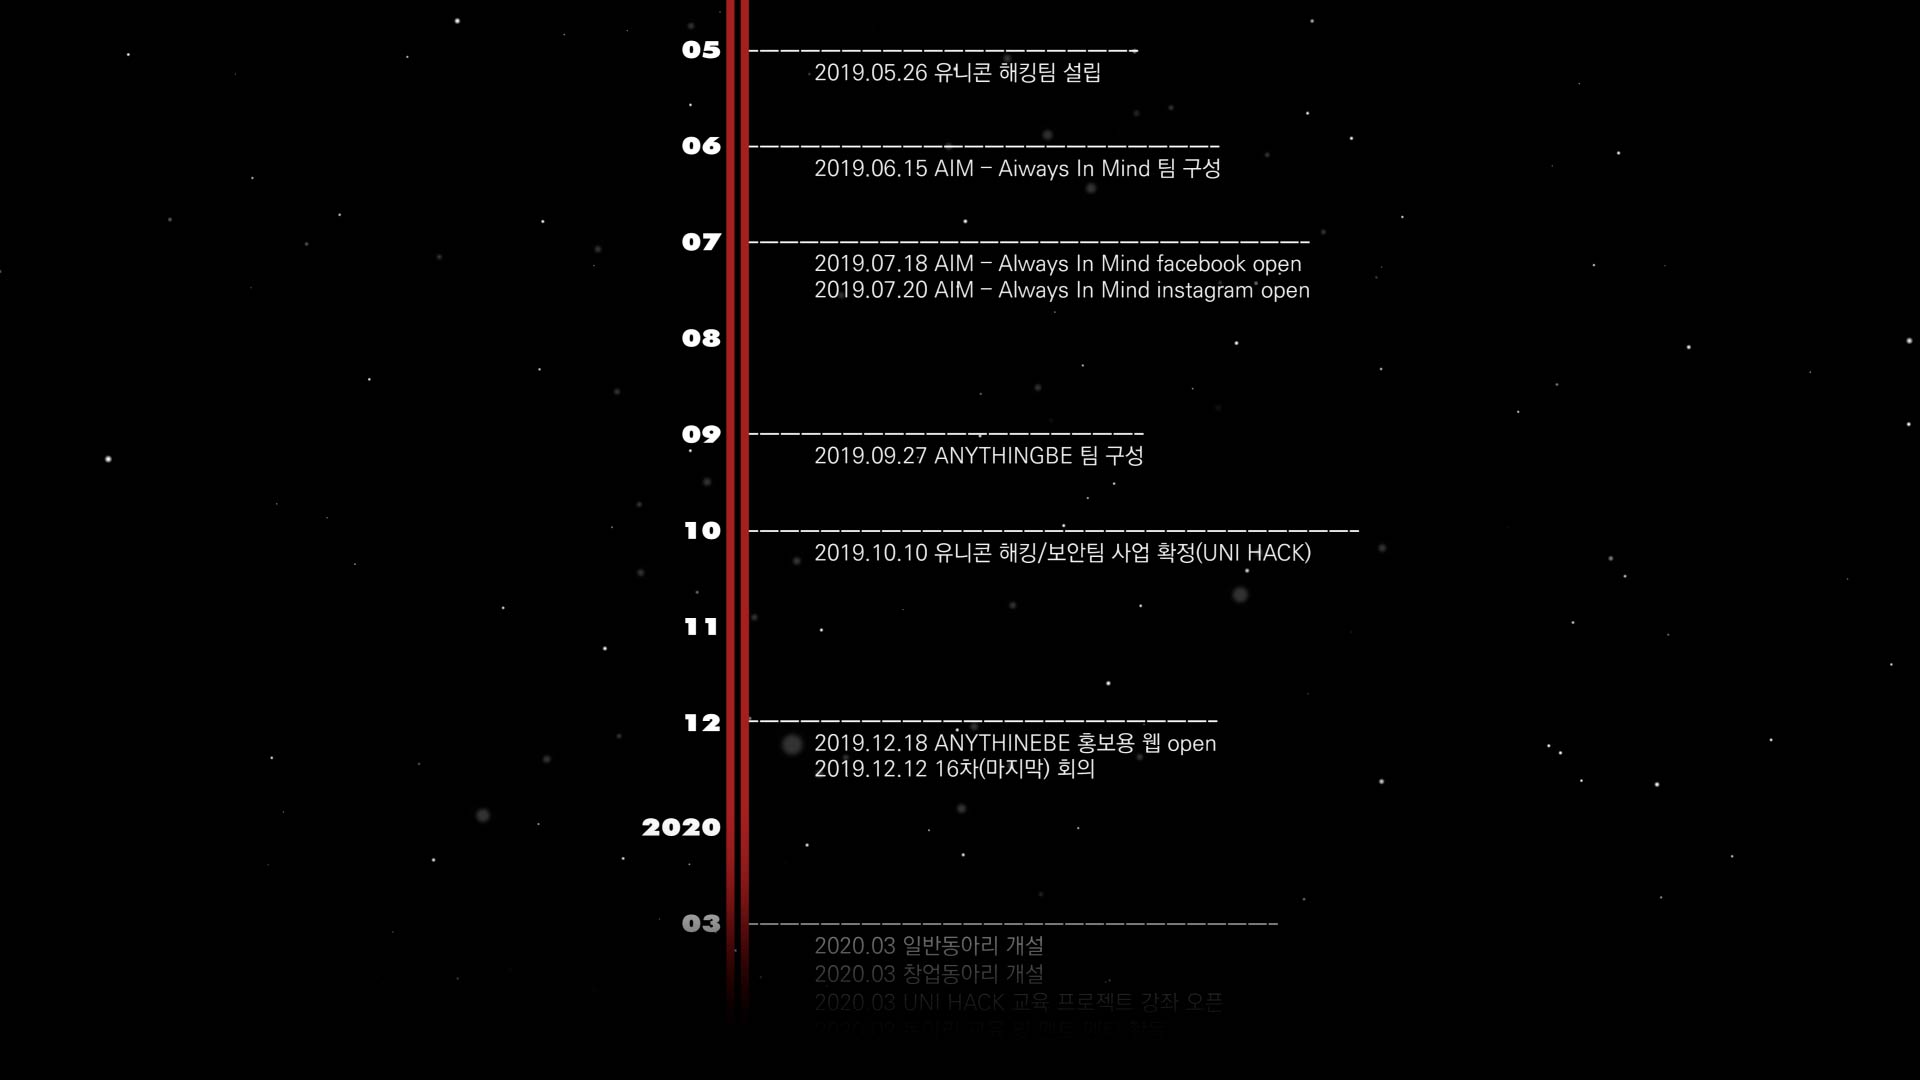 05
2019.05.26 유니콘 해킹팀 설립
06
2019.06.15 AIM – Aiways In Mind 팀 구성
07
2019.07.18 AIM – Always In Mind facebook open
2019.07.20 AIM – Always In Mind instagram open
08
09
2019.09.27 ANYTHINGBE 팀 구성
10
2019.10.10 유니콘 해킹/보안팀 사업 확정(UNI HACK)
11
12
2019.12.18 ANYTHINEBE 홍보용 웹 open
2019.12.12 16차(마지막) 회의
2020
03
2020.03 일반동아리 개설
2020.03 창업동아리 개설
2020.03 UNI HACK 교육 프로젝트 강좌 오픈